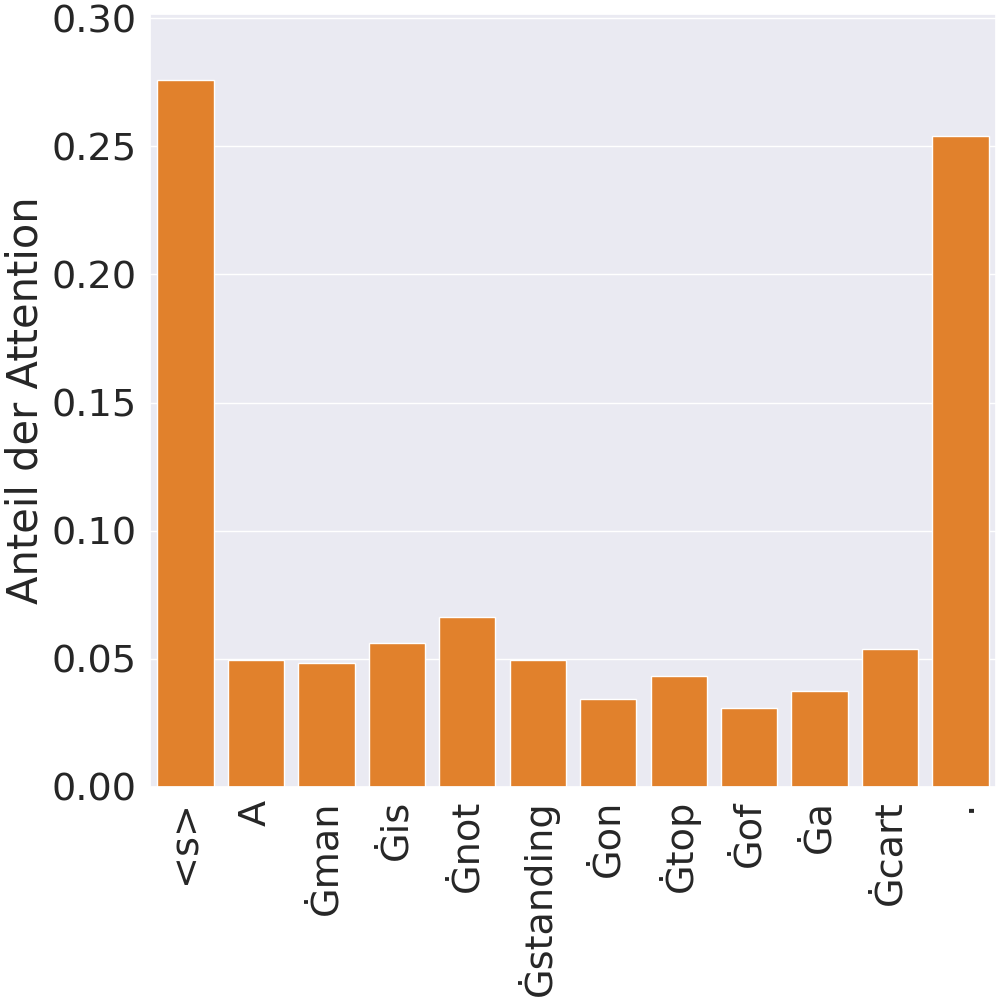 0.30
0.25
0.20
0.15
0.10
0.05
0.00
Anteil der Attention
<s>
A
Ġman
Ġis
Ġnot
Ġstanding
Ġon
Ġtop
Ġof
Ġa
Ġcart
.